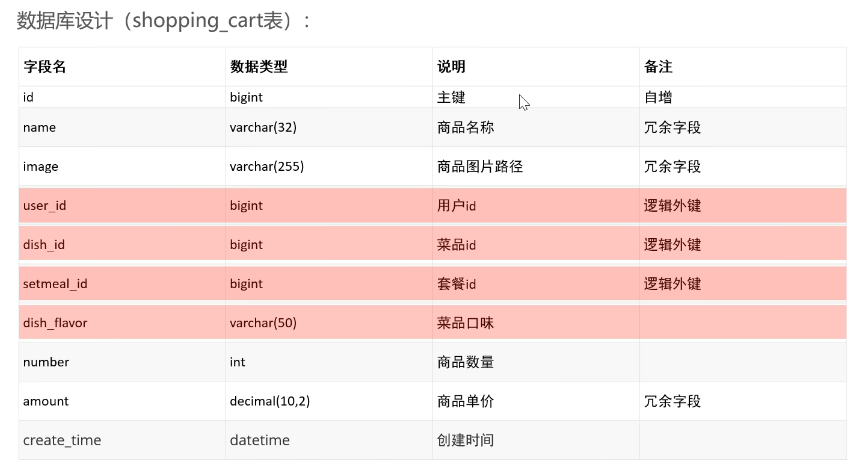 数据库设计（shopping_cart表）：
字段名 数据类型 说明 备注
id bigint 主键 自增
name varchar(32) 商品名称 冗余字段
image varchar(255) 商品图片路径 冗余字段
user_id bigint 用户id 逻辑外键
dish_id bigint 菜品id 逻辑外键
setmeal_id bigint 套餐id 逻辑外键
dish_flavor varchar(50) 菜品口味
number int 商品数量
amount decimal(10,2) 商品单价 冗余字段
create_time datetime 创建时间